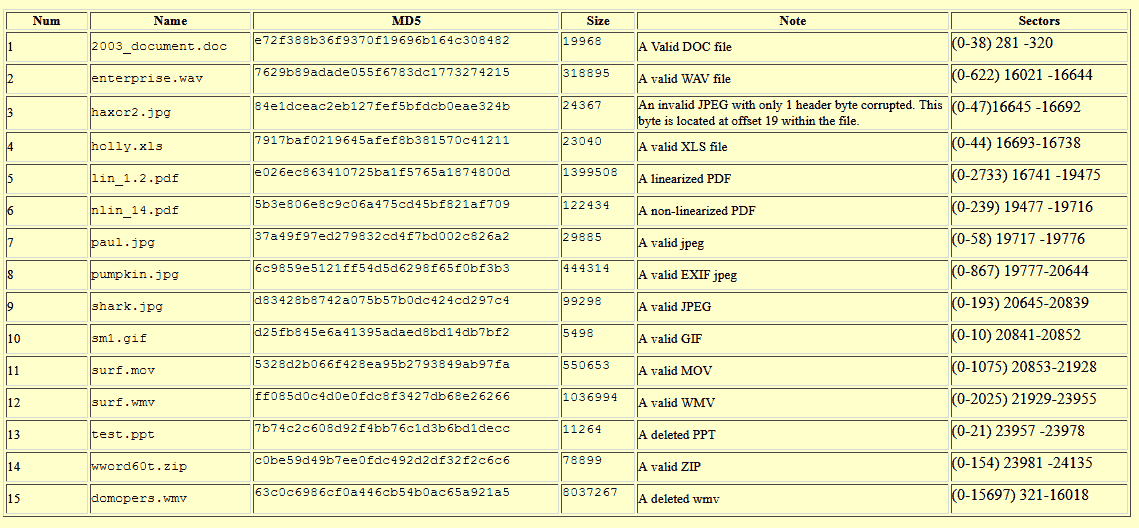 Num Name MD5 Size Note Sectors
1 2003_document.doc e72f388b36f9370f19696b164c308482 19968 A Valid DOC file (0-38) 281 -320
2 enterprise.wav 7629b89adade055f6783dc1773274215 318895 A valid WAV file (0-622) 16021 -16644
3 haxor2.jpg 84e1dceac2eb127fef5bfdcb0eae324b 24367 An invalid JPEG with only 1 header byte corrupted. This (0-47)16645 -16692
byte is located at offset 19 within the file.
4 holly.xls 7917baf0219645afef8b381570c41211 23040 A valid XLS file (0-44) 16693-16738
5 lin_1.2.pdf e026ec863410725ba1f5765a1874800d 1399508 A linearized PDF (0-2733) 16741 -19475
6 nlin_14.pdf 5b3e806e8c9c06a475cd45bf821af709 122434 A non-linearized PDF (0-239) 19477 -19716
7 paul.jpg 37a49f97ed279832cd4f7bd002c826a2 29885 A valid jpeg (0-58) 19717 -19776
8 pumpkin.jpg 6c9859e5121ff54d5d6298f65f0bf3b3 444314 A valid EXIF jpeg (0-867) 19777-20644
9 shark.jpg d83428b8742a075b57b0dc424cd297c4 99298 A valid JPEG (0-193) 20645-20839
10 sm1.gif d25fb845e6a41395adaed8bd14db7bf2 5498 A valid GIF (0-10) 20841-20852
11 surf.mov 5328d2b066f428ea95b2793849ab97fa 550653 A valid MOV (0-1075) 20853-21928
12 surf.wmv ff085d0c4d0e0fdc8f3427db68e26266 1036994 A valid WMV (0-2025) 21929-23955
13 test.ppt 7b74c2c608d92f4bb76c1d3b6bd1decc 11264 A deleted PPT (0-21) 23957 -23978
14 wword60t.zip c0be59d49b7ee0fdc492d2df32f2c6c6 78899 A valid ZIP (0-154) 23981 -24135
15 domopers.wmv 63c0c6986cf0a446cb54b0ac65a921a5 8037267 A deleted wmv (0-15697) 321-16018